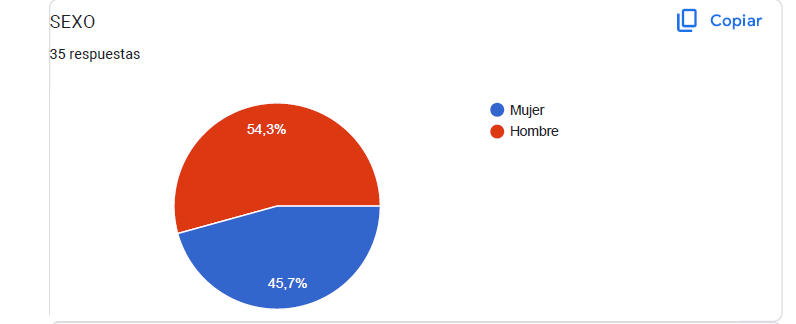 SEXO
Copiar
35 respuestas
54,3%
45,7%
Mujer
Hombre